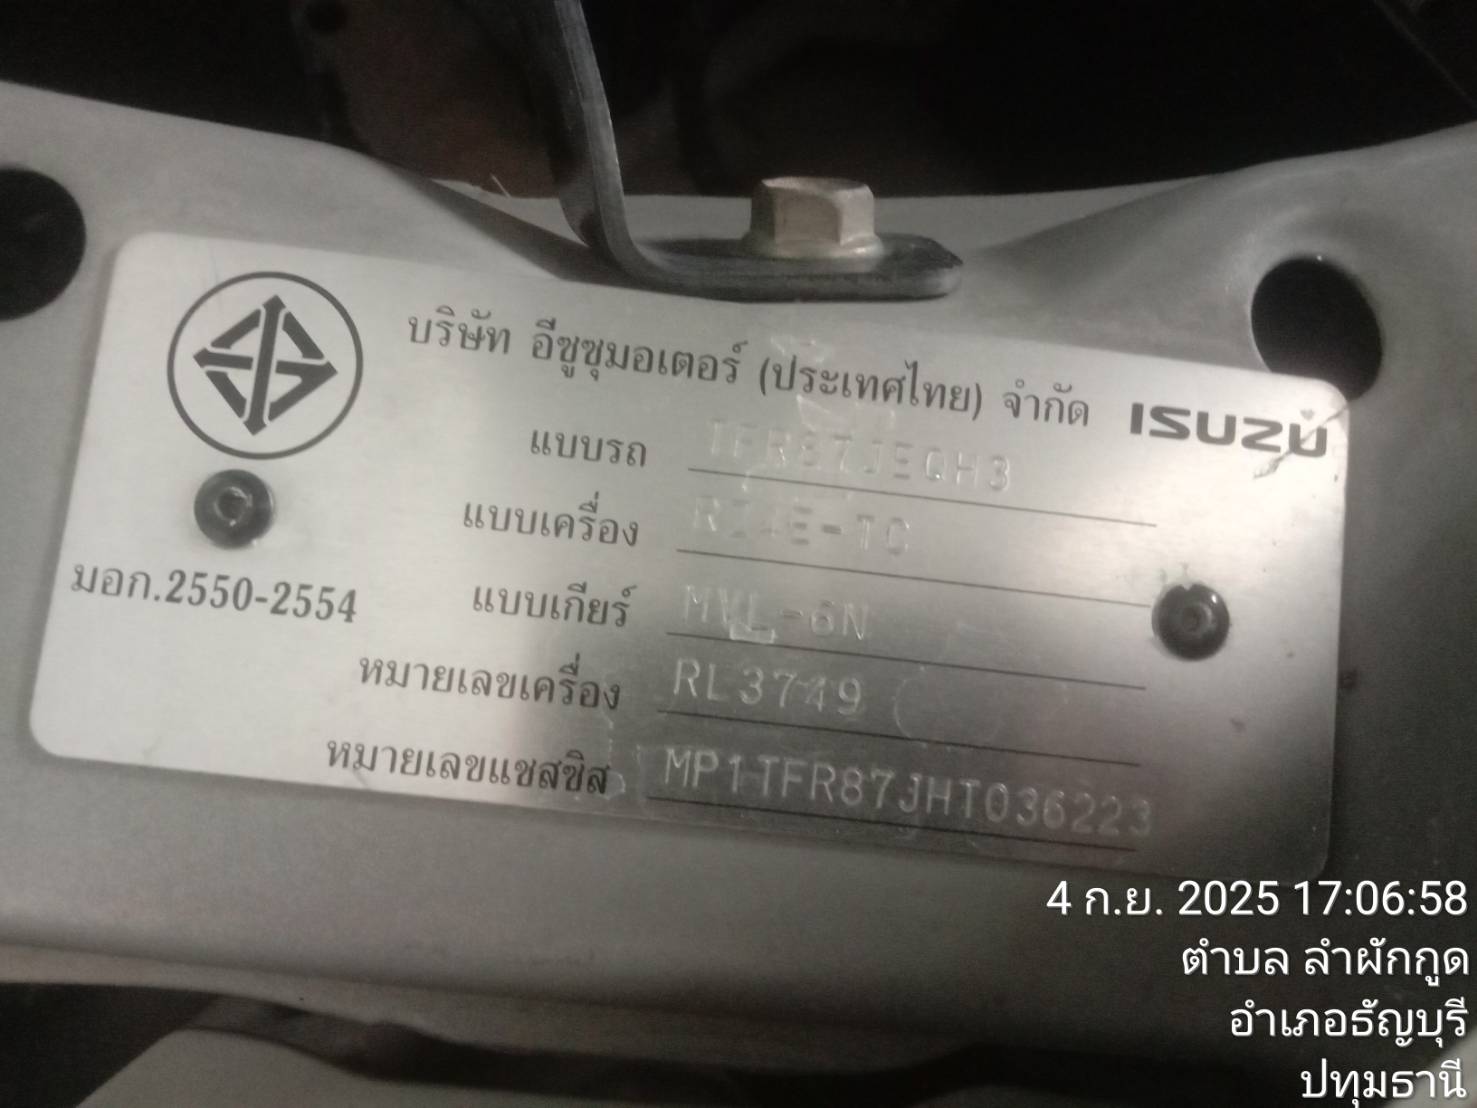 บริษัท อีซูซุมอเตอร์ (ประเทศไทย) จำกัด ISUZU
แบบรถ TFR87JEQH3
แบบเครื่อง RZ4E-TC
มอก.2550-2554
แบบเกียร์ MVL-6N
หมายเลขเครื่อง RL3749
หมายเลขแชสซิส MP1TFR87JHT036223
4 ก.ย. 2025 17:06:58
ตำบล ลำผักกูด
อำเภอธัญบุรี
ปทุมธานี